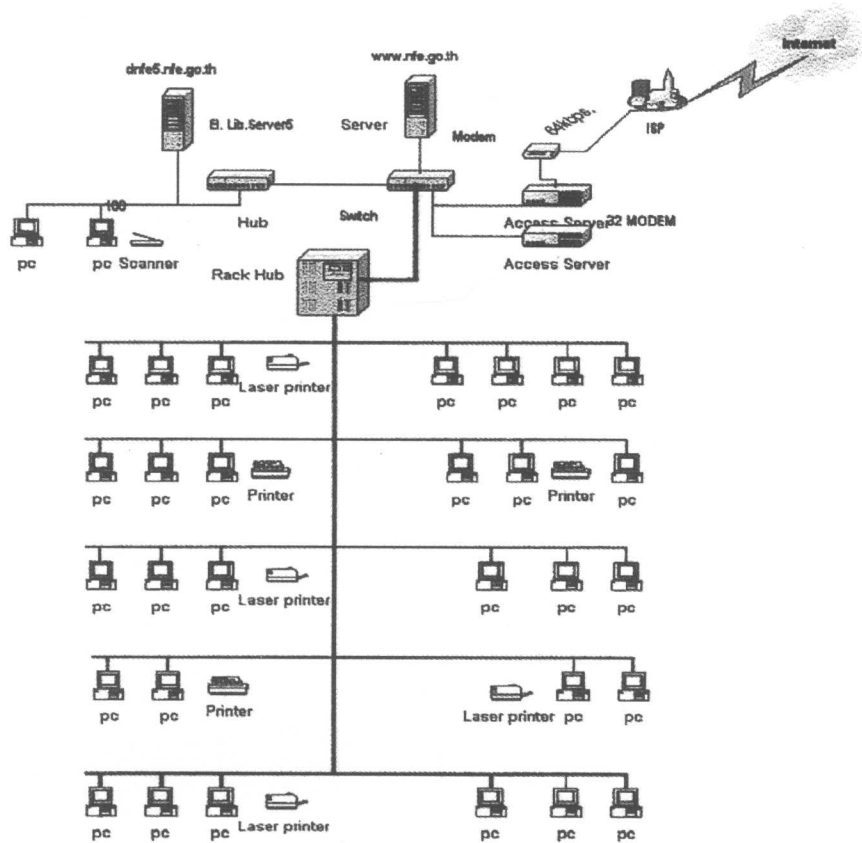 Internet
dnfe5.nfe.go.th
www.nfe.go.th
El. Lib.Server5
Server
Modem
64kbps.
ISP
100
Hub
Switch
Access Server
32 MODEM
pc
pc
Scanner
Rack Hub
Access Server
Laser printer
pc pc pc pc pc pc pc
Printer Printer
pc pc pc pc pc pc
Laser printer
pc pc pc pc pc pc
Printer Laser printer
pc pc pc pc
Laser printer
pc pc pc pc pc pc